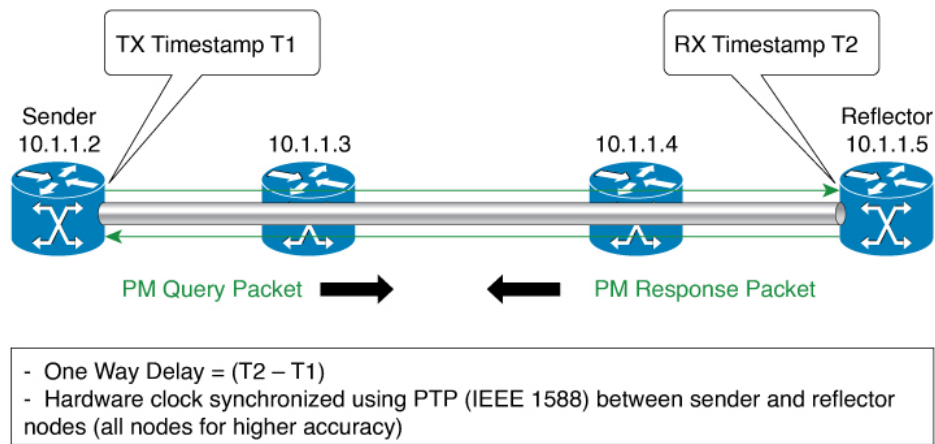 TX Timestamp T1
RX Timestamp T2
Sender
10.1.1.2
10.1.1.3
10.1.1.4
Reflector
10.1.1.5
PM Query Packet
PM Response Packet
- One Way Delay = (T2 – T1)
- Hardware clock synchronized using PTP (IEEE 1588) between sender and reflector
nodes (all nodes for higher accuracy)